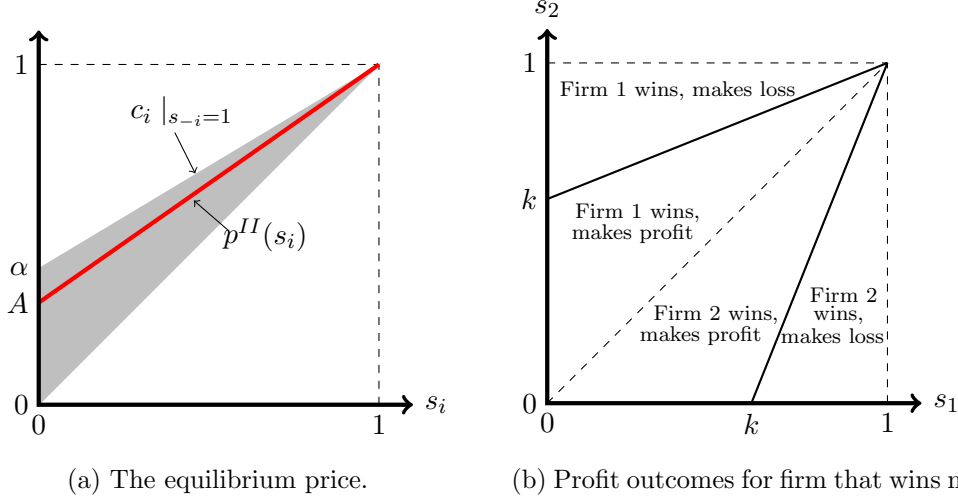 1
c_i |_{s_{-i}=1}
p^{II}(s_i)
α
A
0
0
1
s_i
(a) The equilibrium price.
s_2
1
Firm 1 wins, makes loss
k
Firm 1 wins,
makes profit
Firm 2 wins,
makes profit
Firm 2
wins,
makes loss
0
0
k
1
s_1
(b) Profit outcomes for firm that wins